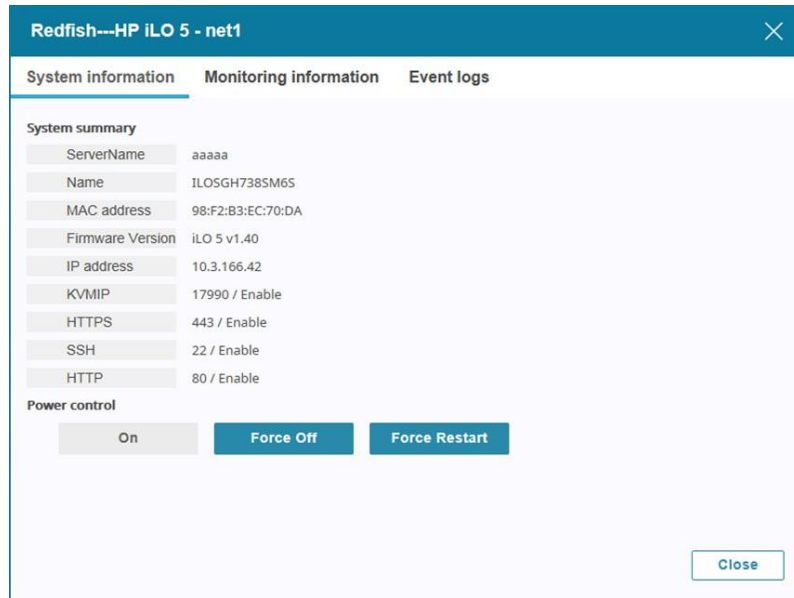 Redfish---HP iLO 5 - net1
System information Monitoring information Event logs
System summary
ServerName aaaaa
Name ILOSGH738SM6S
MAC address 98:F2:B3:EC:70:DA
Firmware Version iLO 5 v1.40
IP address 10.3.166.42
KVMIP 17990 / Enable
HTTPS 443 / Enable
SSH 22 / Enable
HTTP 80 / Enable
Power control
On Force Off Force Restart
Close